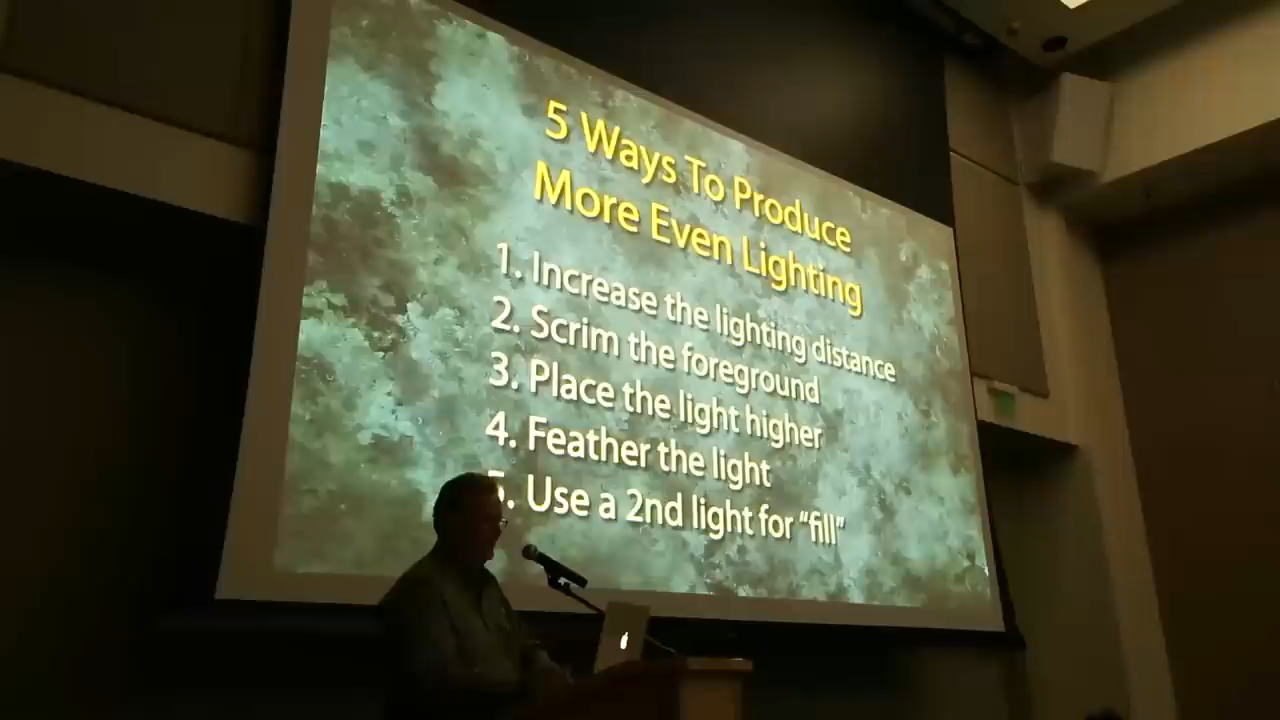 5 Ways To Produce
More Even Lighting
1. Increase the lighting distance
2. Scrim the foreground
3. Place the light higher
4. Feather the light
5. Use a 2nd light for “fill”